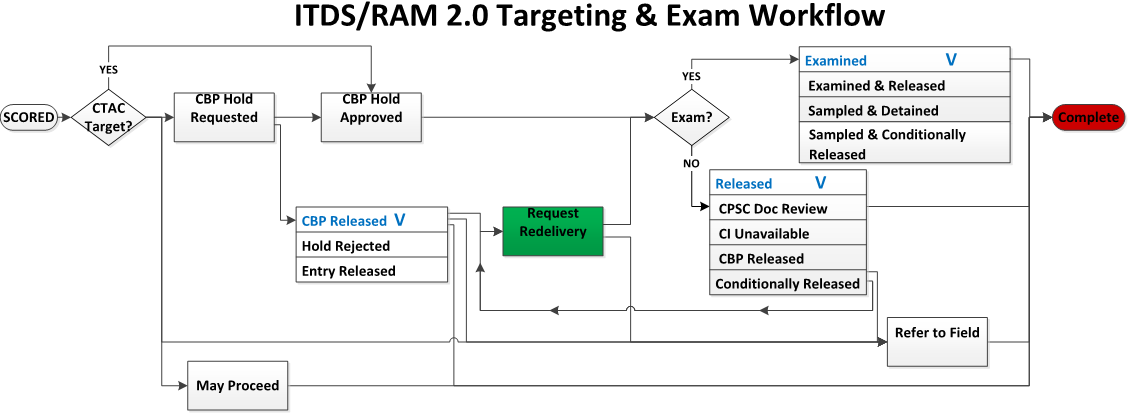 ITDS/RAM 2.0 Targeting & Exam Workflow
SCORED
YES
CTAC
Target?
CBP Hold
Requested
CBP Hold
Approved
CBP Released V
Hold Rejected
Entry Released
Request
Redelivery
May Proceed
YES
Exam?
NO
Examined V
Examined & Released
Sampled & Detained
Sampled & Conditionally
Released
Released V
CPSC Doc Review
CI Unavailable
CBP Released
Conditionally Released
Refer to Field
Complete